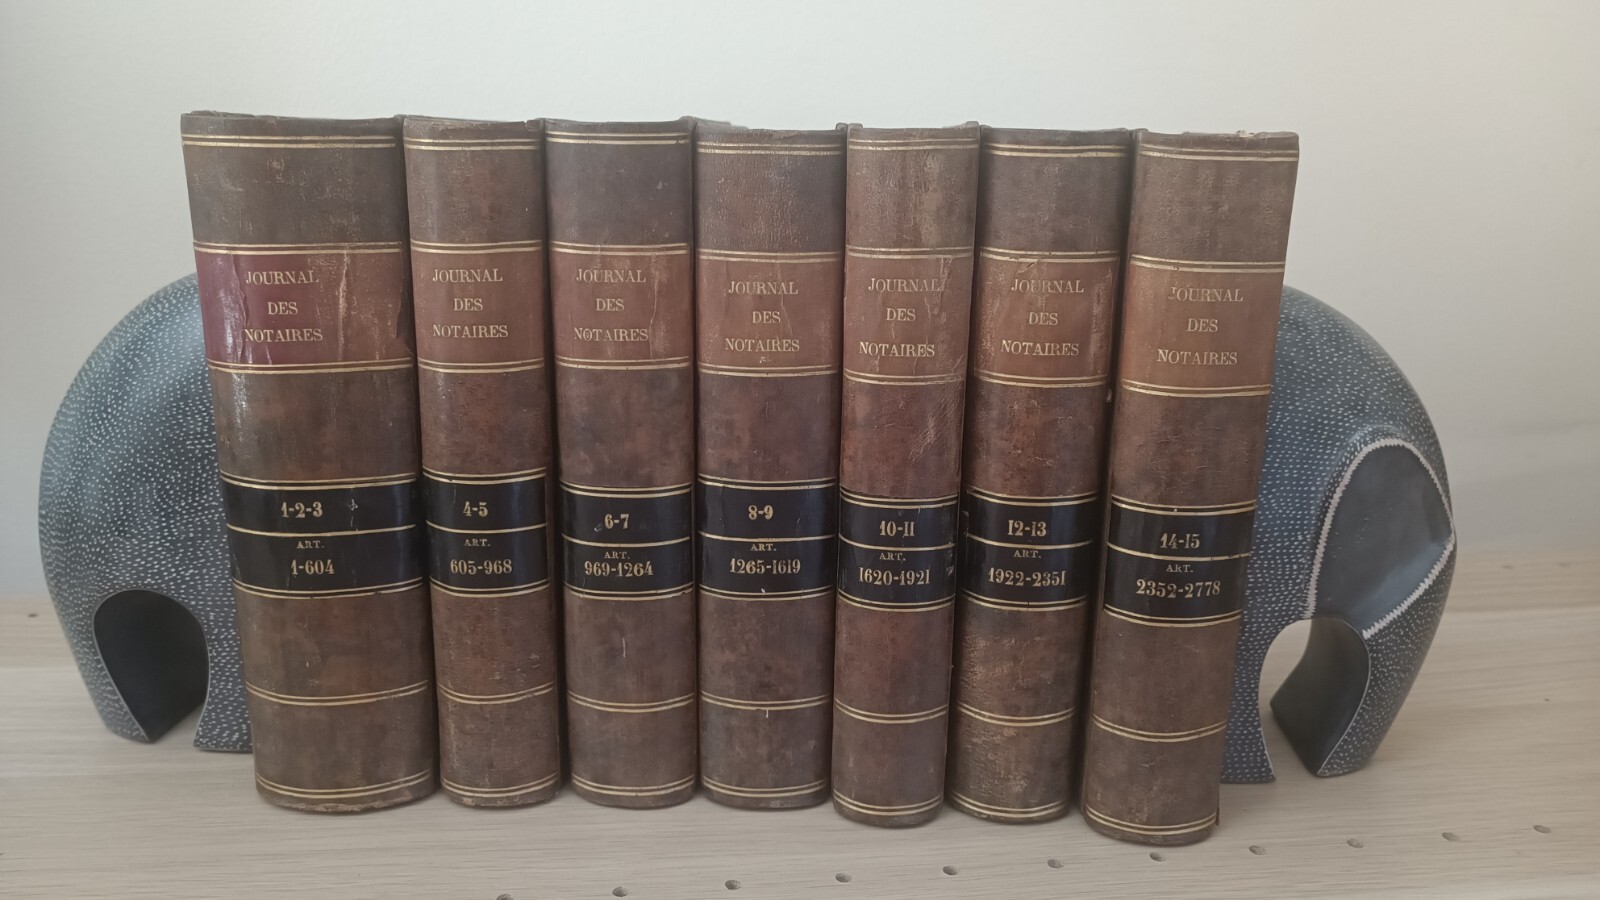 JOURNAL
DES
NOTAIRES
1-2-3
ART.
1-604
JOURNAL
DES
NOTAIRES
4-5
ART.
605-968
JOURNAL
DES
NOTAIRES
6-7
ART.
969-1264
JOURNAL
DES
NOTAIRES
8-9
ART.
1265-1619
JOURNAL
DES
NOTAIRES
10-11
ART.
1620-1921
JOURNAL
DES
NOTAIRES
12-13
ART.
1922-2351
JOURNAL
DES
NOTAIRES
14-15
ART.
2352-2778